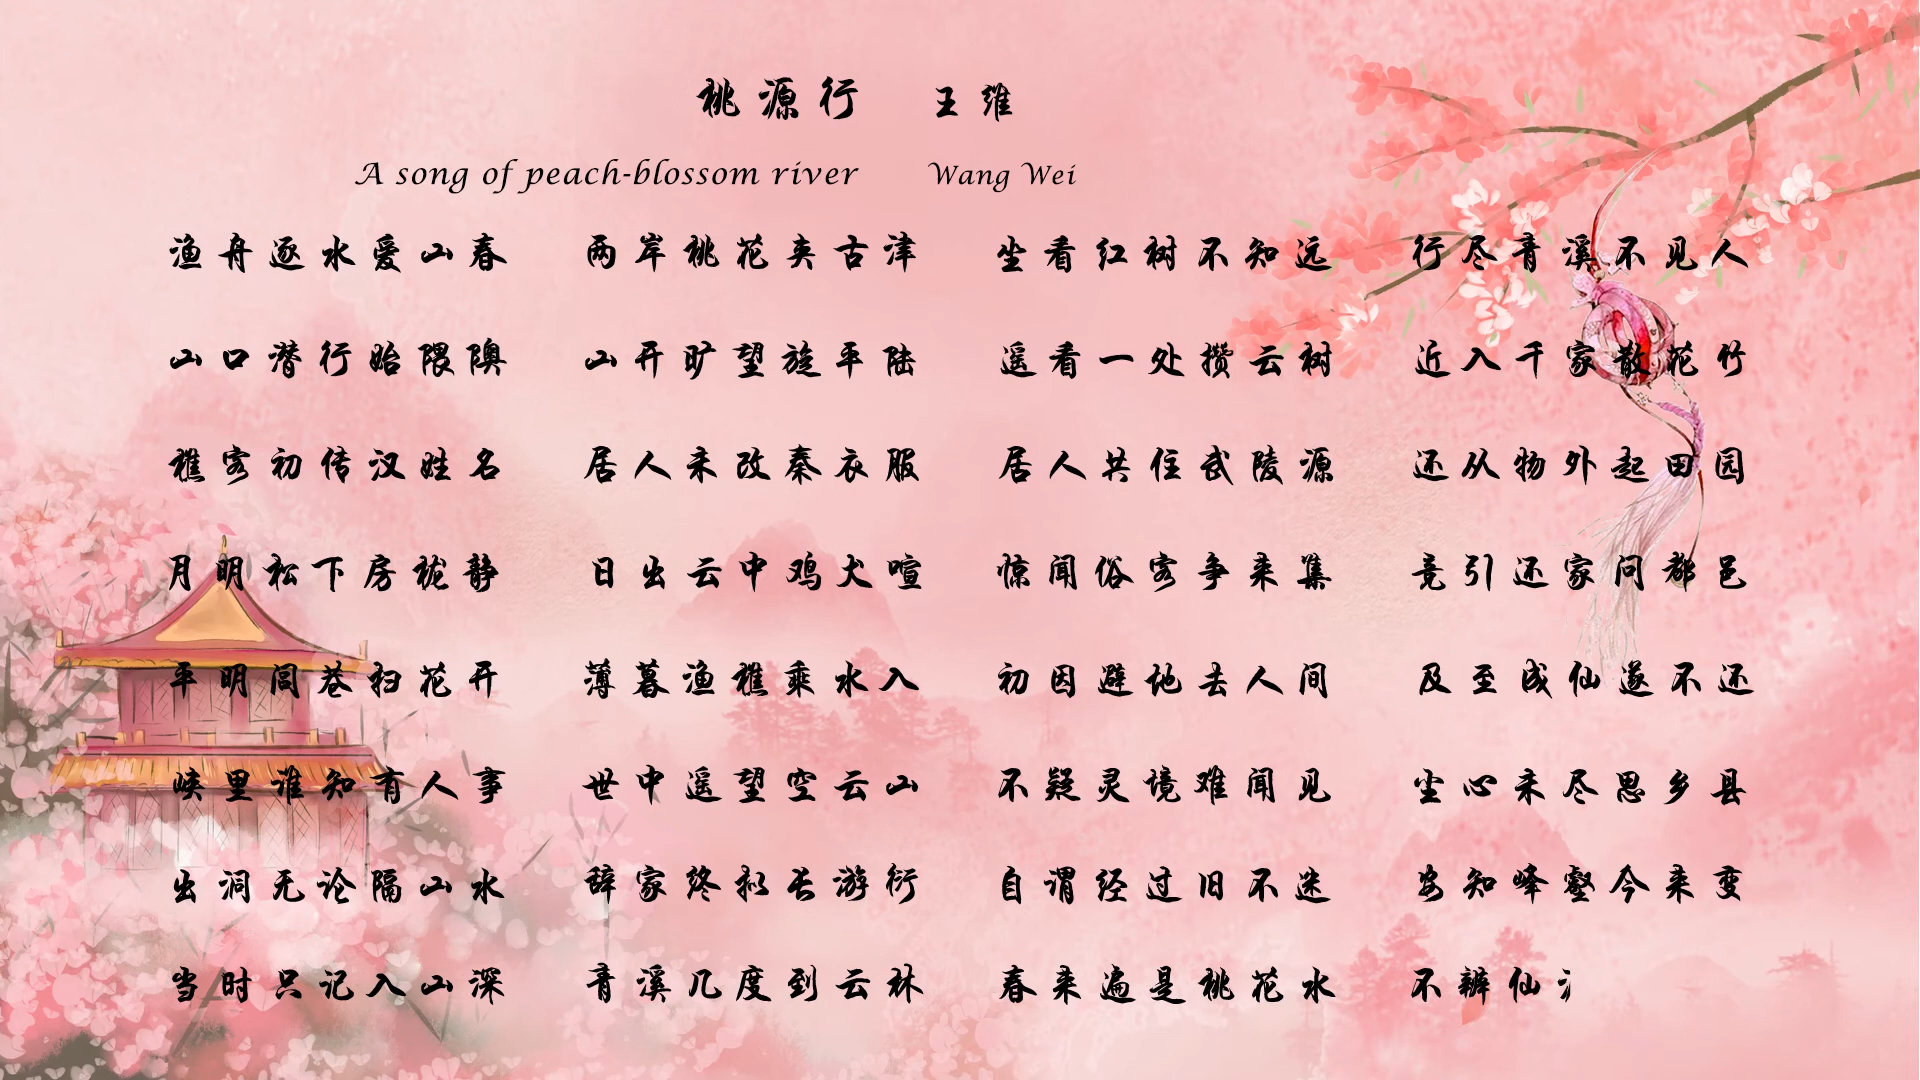 桃源行 王维
A song of peach-blossom river Wang Wei
渔舟逐水爱山春 两岸桃花夹古津 坐看红树不知远 行尽青溪不见人
山口潜行始隈隩 山开旷望旋平陆 遥看一处攒云树 近入千家散花竹
樵客初传汉姓名 居人未改秦衣服 居人共住武陵源 还从物外起田园
月明松下房栊静 日出云中鸡犬喧 惊闻俗客争来集 竞引还家问都邑
平明闾巷扫花开 薄暮渔樵乘水入 初因避地去人间 及至成仙遂不还
峡里谁知有人事 世中遥望空云山 不疑灵境难闻见 尘心未尽思乡县
出洞无论隔山水 辞家终拟长游衍 自谓经过旧不迷 安知峰壑今来变
当时只记入山深 青溪几度到云林 春来遍是桃花水 不辨仙